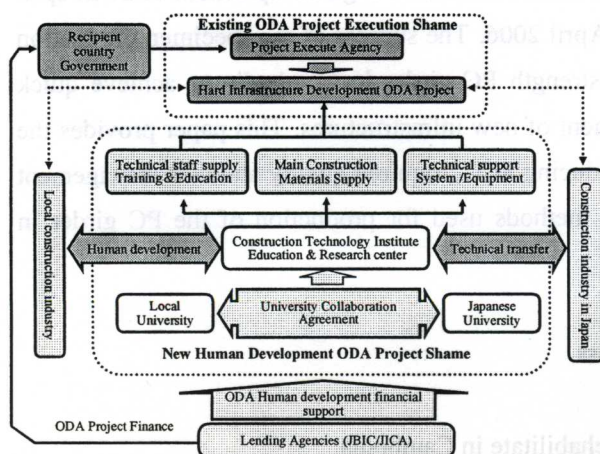 Existing ODA Project Execution Shame
Recipient
country
Government
Project Execute Agency
Hard Infrastructure Development ODA Project
Technical staff supply
Training & Education
Main Construction
Materials Supply
Technical support
System /Equipment
Local construction industry
Human development
Construction Technology Institute
Education & Research center
Technical transfer
Construction industry in Japan
Local
University
University Collaboration
Agreement
Japanese
University
New Human Development ODA Project Shame
ODA Human development financial
support
ODA Project Finance
Lending Agencies (JBIC/JICA)